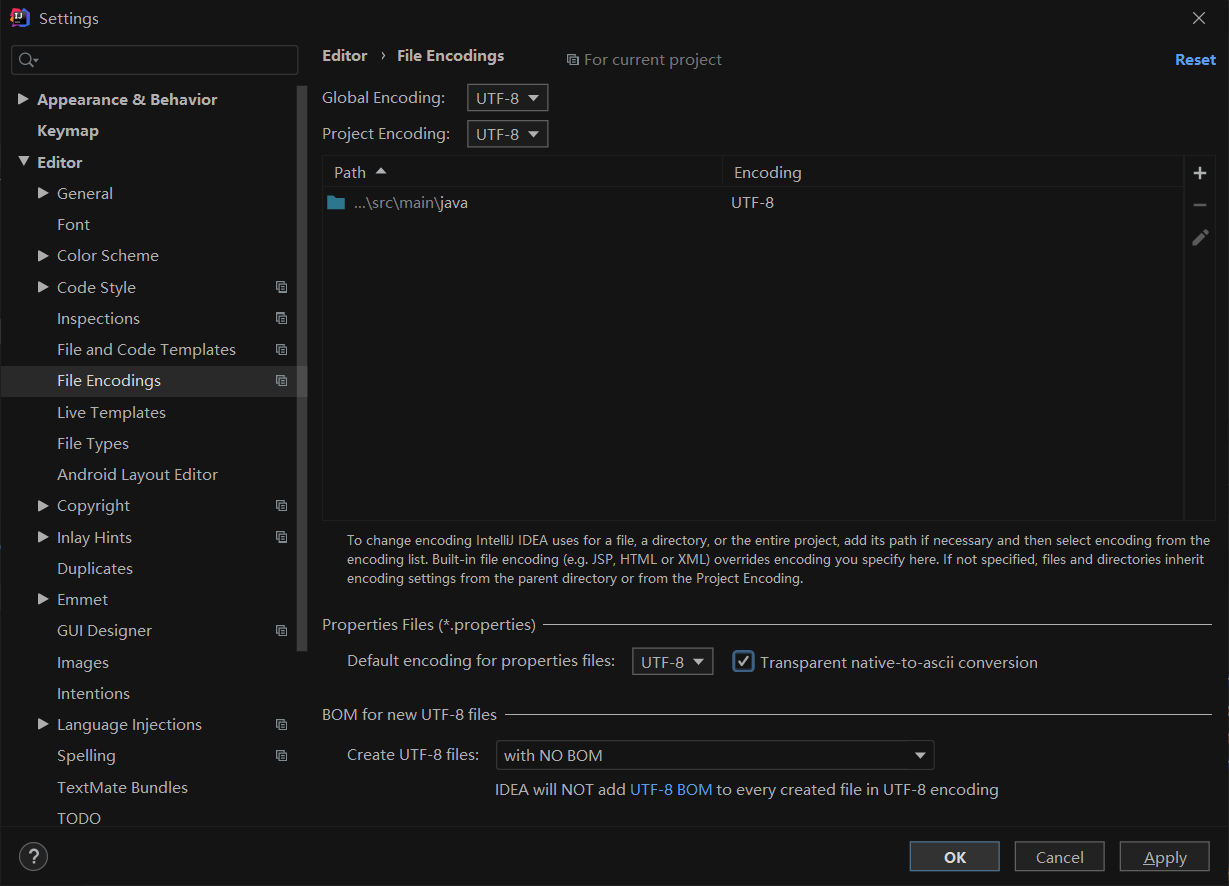 Settings
Editor › File Encodings
For current project
Reset
Appearance & Behavior
Keymap
Editor
General
Font
Color Scheme
Code Style
Inspections
File and Code Templates
File Encodings
Live Templates
File Types
Android Layout Editor
Copyright
Inlay Hints
Duplicates
Emmet
GUI Designer
Images
Intentions
Language Injections
Spelling
TextMate Bundles
TODO
Global Encoding: UTF-8
Project Encoding: UTF-8
Path Encoding
...\src\main\java UTF-8
To change encoding IntelliJ IDEA uses for a file, a directory, or the entire project, add its path if necessary and then select encoding from the
encoding list. Built-in file encoding (e.g. JSP, HTML or XML) overrides encoding you specify here. If not specified, files and directories inherit
encoding settings from the parent directory or from the Project Encoding.
Properties Files (*.properties)
Default encoding for properties files: UTF-8 Transparent native-to-ascii conversion
BOM for new UTF-8 files
Create UTF-8 files: with NO BOM
IDEA will NOT add UTF-8 BOM to every created file in UTF-8 encoding
? OK Cancel Apply